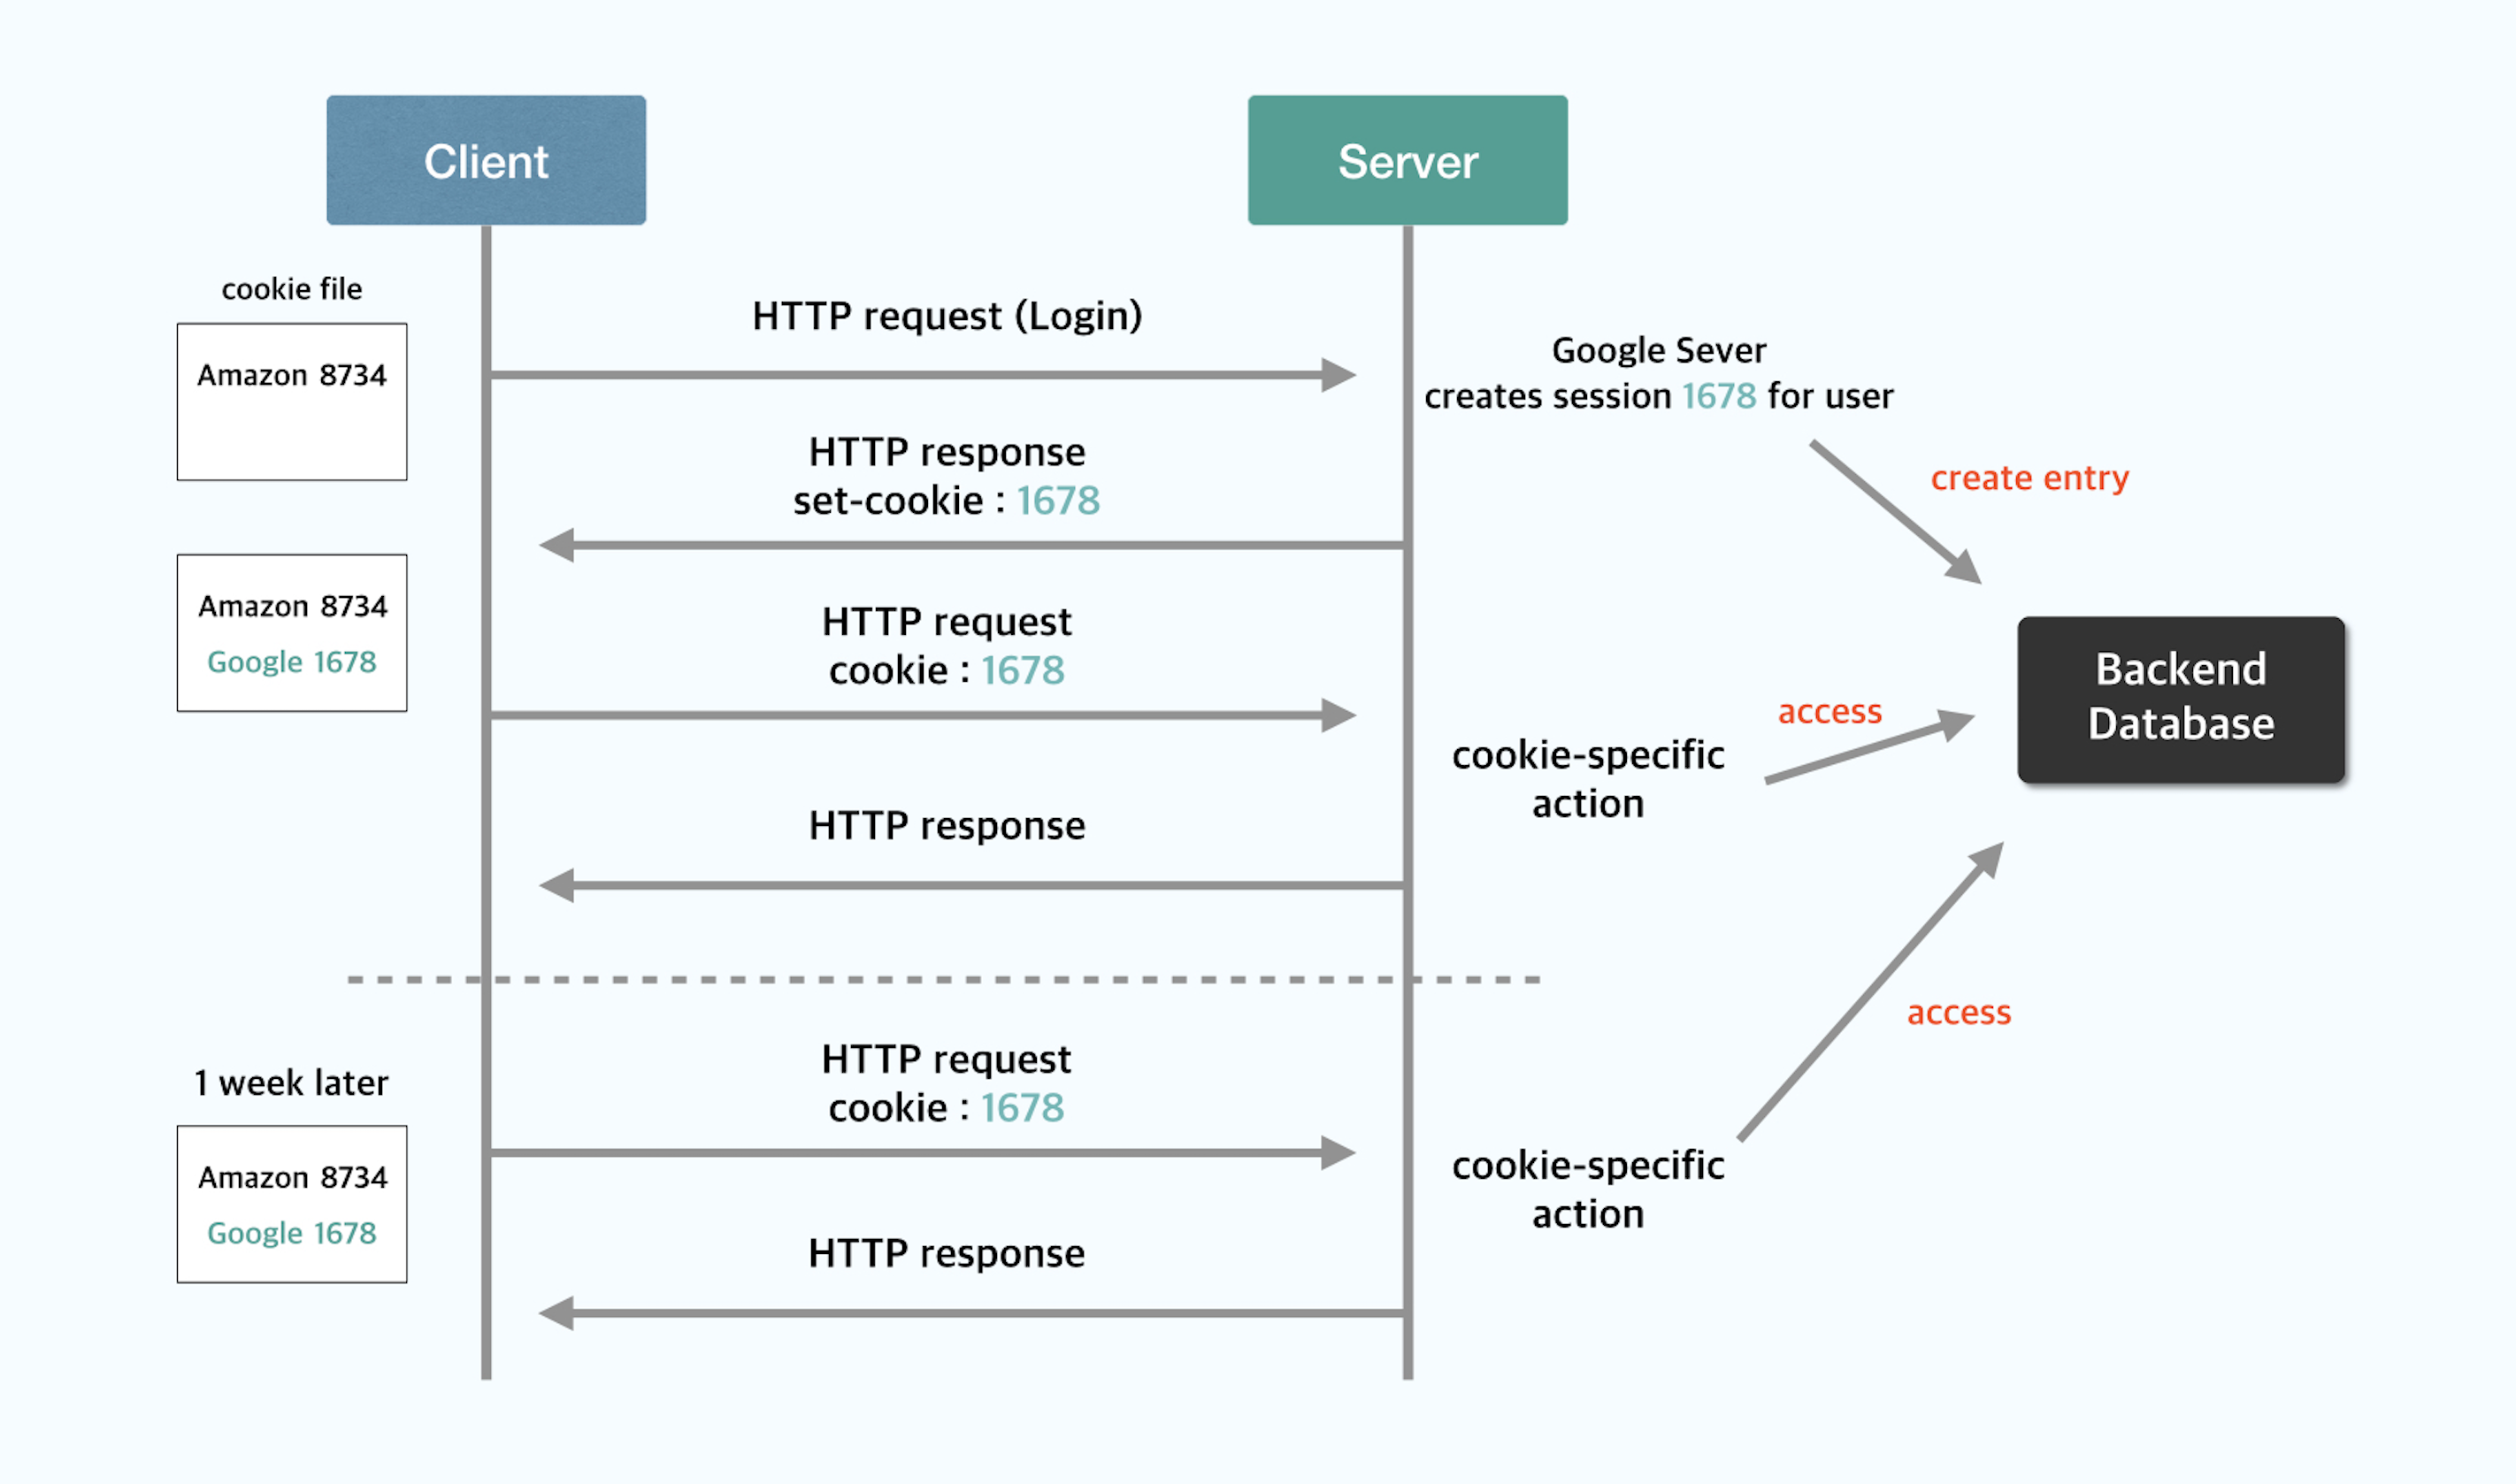 Client
Server
cookie file
Amazon 8734
HTTP request (Login)
Google Sever
creates session 1678 for user
create entry
HTTP response
set-cookie : 1678
Amazon 8734
Google 1678
HTTP request
cookie : 1678
Backend
Database
access
cookie-specific
action
HTTP response
access
1 week later
Amazon 8734
Google 1678
HTTP request
cookie : 1678
cookie-specific
action
HTTP response